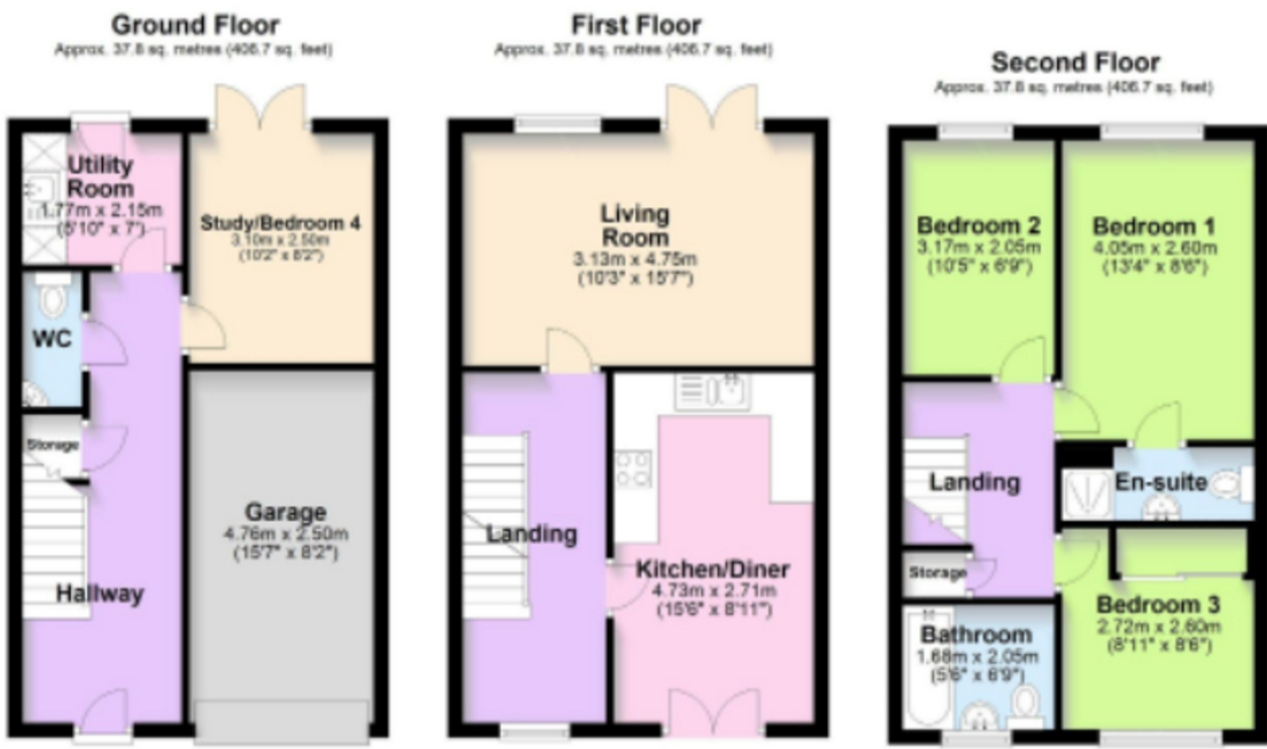 Ground Floor
Approx. 37.8 sq. metres (406.7 sq. feet)
Utility
Room
1.77m x 2.15m
(5'10" x 7')
Study/Bedroom 4
3.10m x 2.50m
(10'2" x 8'2")
WC
Storage
Garage
4.76m x 2.50m
(15'7" x 8'2")
Hallway
First Floor
Approx. 37.8 sq. metres (406.7 sq. feet)
Living
Room
3.13m x 4.75m
(10'3" x 15'7")
Landing
Kitchen/Diner
4.73m x 2.71m
(15'6" x 8'11")
Second Floor
Approx. 37.8 sq. metres (406.7 sq. feet)
Bedroom 2
3.17m x 2.05m
(10'5" x 6'9")
Bedroom 1
4.05m x 2.60m
(13'4" x 8'6")
Landing
En-suite
Storage
Bedroom 3
2.72m x 2.60m
(8'11" x 8'6")
Bathroom
1.68m x 2.05m
(5'6" x 6'9")